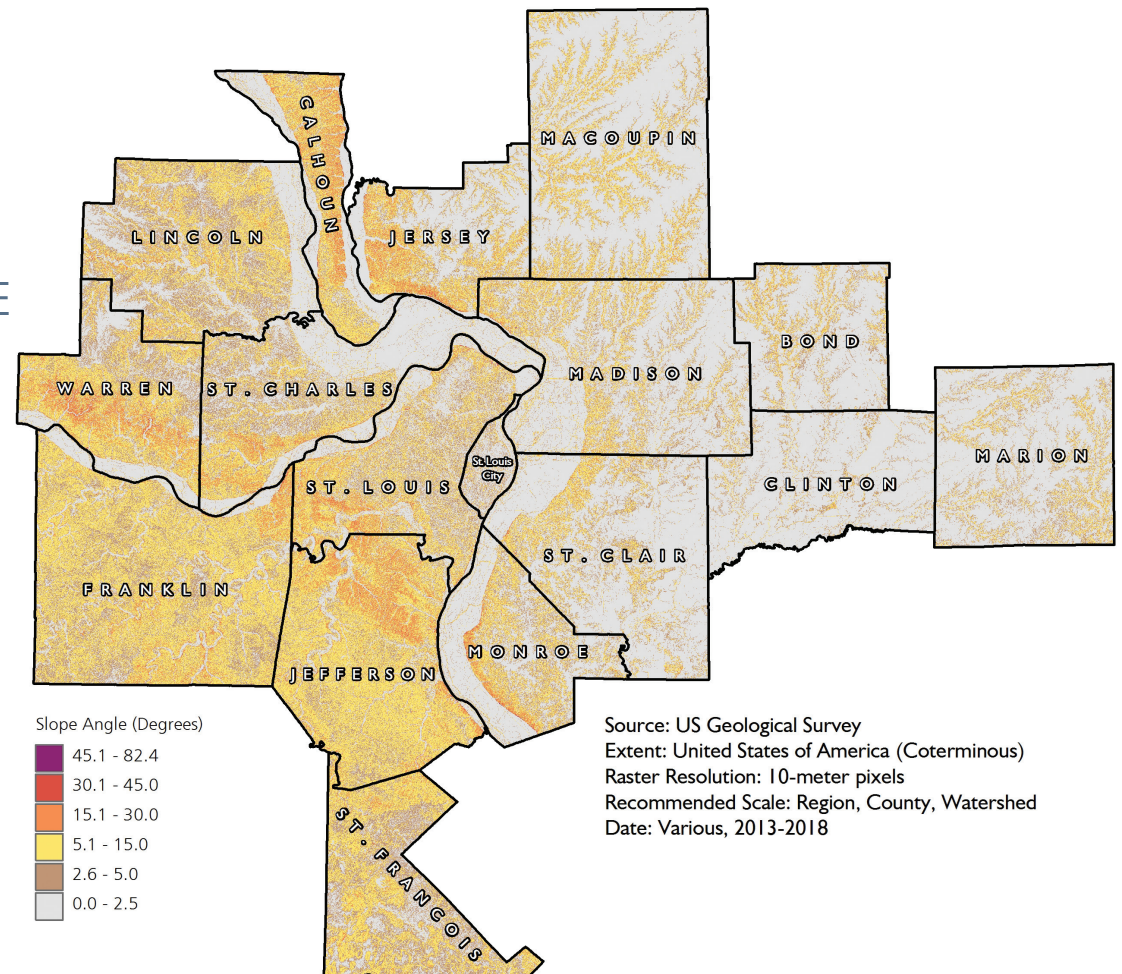 MACOUPIN
CALHOUN
LINCOLN
JERSEY
BOND
MADISON
WARREN
ST. CHARLES
MARION
St. Louis
City
CLINTON
ST. LOUIS
ST. CLAIR
FRANKLIN
MONROE
JEFFERSON
ST. FRANCOIS
Slope Angle (Degrees)
45.1 - 82.4
30.1 - 45.0
15.1 - 30.0
5.1 - 15.0
2.6 - 5.0
0.0 - 2.5
Source: US Geological Survey
Extent: United States of America (Coterminous)
Raster Resolution: 10-meter pixels
Recommended Scale: Region, County, Watershed
Date: Various, 2013-2018